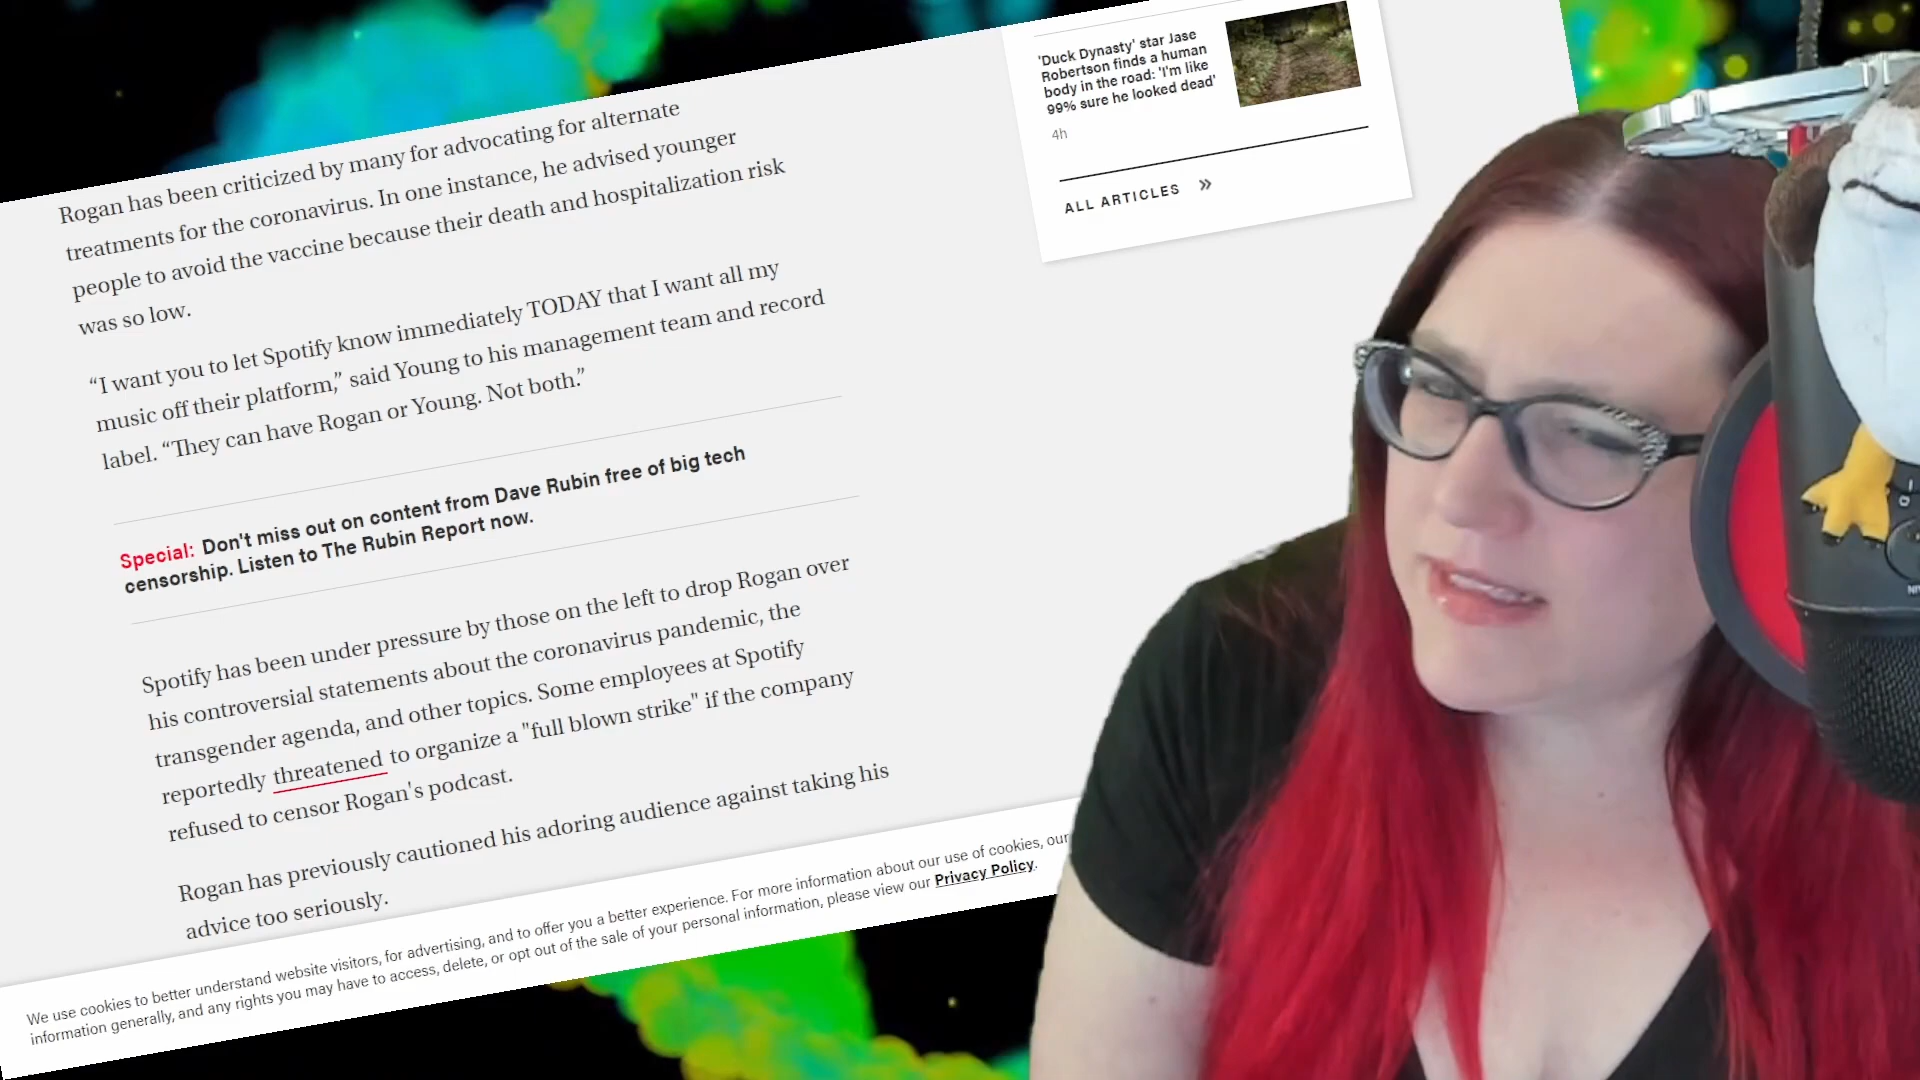 Rogan has been criticized by many for advocating for alternate
treatments for the coronavirus. In one instance, he advised younger
people to avoid the vaccine because their death and hospitalization risk
was so low.
“I want you to let Spotify know immediately TODAY that I want all my
music off their platform,” said Young to his management team and record
label. “They can have Rogan or Young. Not both.”
Special: Don't miss out on content from Dave Rubin free of big tech
censorship. Listen to The Rubin Report now.
Spotify has been under pressure by those on the left to drop Rogan over
his controversial statements about the coronavirus pandemic, the
transgender agenda, and other topics. Some employees at Spotify
reportedly threatened to organize a "full blown strike" if the company
refused to censor Rogan's podcast.
Rogan has previously cautioned his adoring audience against taking his
advice too seriously.
We use cookies to better understand website visitors, for advertising, and to offer you a better experience. For more information about our use of cookies, our
information generally, and any rights you may have to access, delete, or opt out of the sale of your personal information, please view our Privacy Policy.
'Duck Dynasty' star Jase
Robertson finds a human
body in the road: 'I'm like
99% sure he looked dead'
4h
ALL ARTICLES »